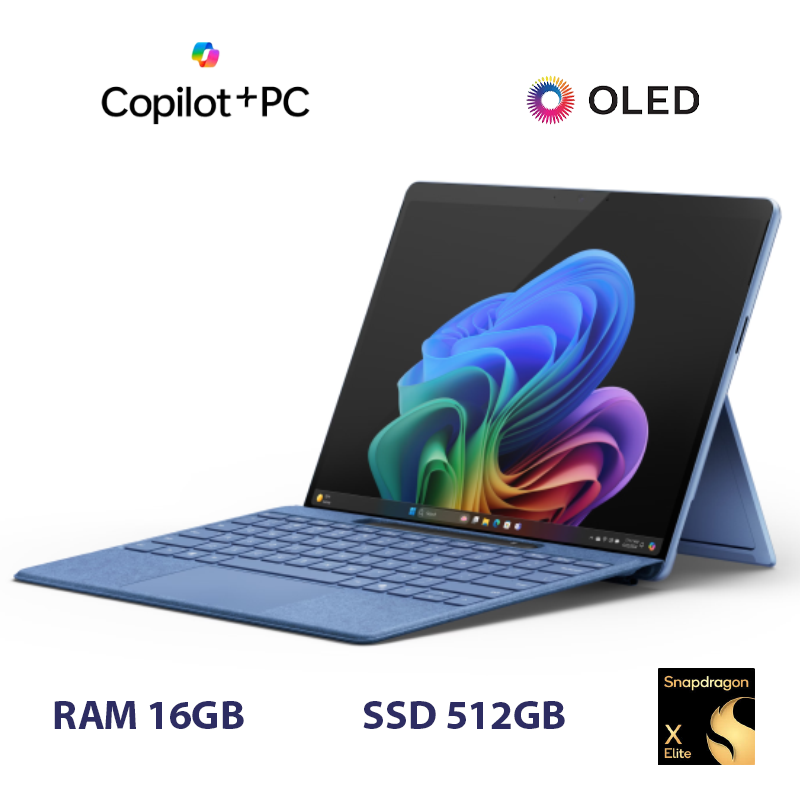 Copilot+PC
OLED
RAM 16GB
SSD 512GB
Snapdragon
X
Elite